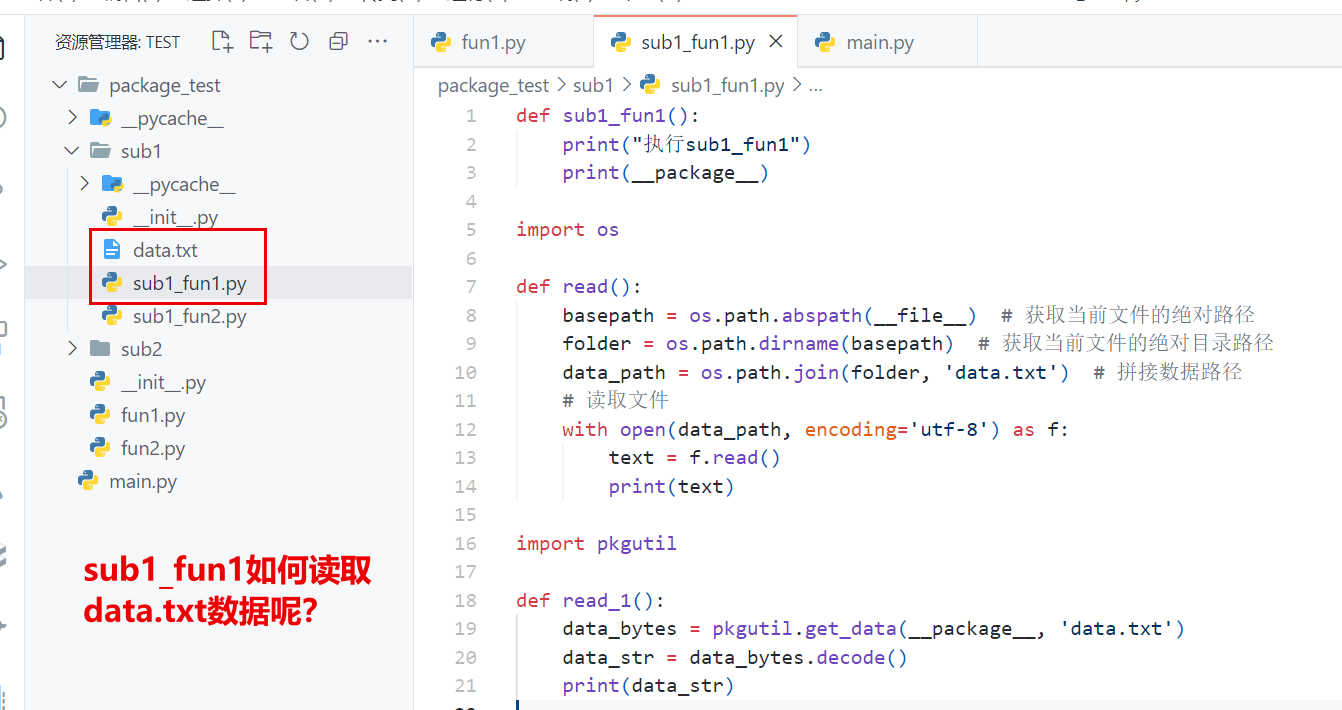 资源管理器: TEST
package_test
__pycache__
sub1
__pycache__
__init__.py
data.txt
sub1_fun1.py
sub1_fun2.py
sub2
__init__.py
fun1.py
fun2.py
main.py
sub1_fun1如何读取
data.txt数据呢?
fun1.py
sub1_fun1.py
main.py
package_test > sub1 > sub1_fun1.py > ...
1 def sub1_fun1():
2 print("执行sub1_fun1")
3 print(__package__)
4
5 import os
6
7 def read():
8 basepath = os.path.abspath(__file__) # 获取当前文件的绝对路径
9 folder = os.path.dirname(basepath) # 获取当前文件的绝对目录路径
10 data_path = os.path.join(folder, 'data.txt') # 拼接数据路径
11 # 读取文件
12 with open(data_path, encoding='utf-8') as f:
13 text = f.read()
14 print(text)
15
16 import pkgutil
17
18 def read_1():
19 data_bytes = pkgutil.get_data(__package__, 'data.txt')
20 data_str = data_bytes.decode()
21 print(data_str)